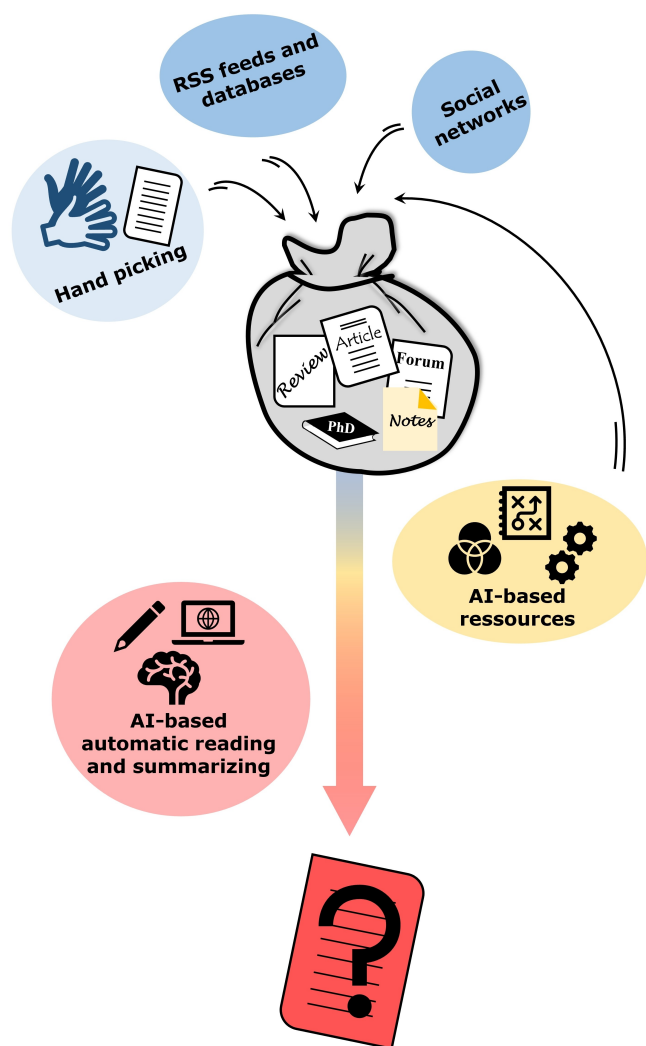 RSS feeds and
databases
Social
networks
Hand picking
Review
Article
Forum
PhD
Notes
AI-based
ressources
AI-based
automatic reading
and summarizing
?